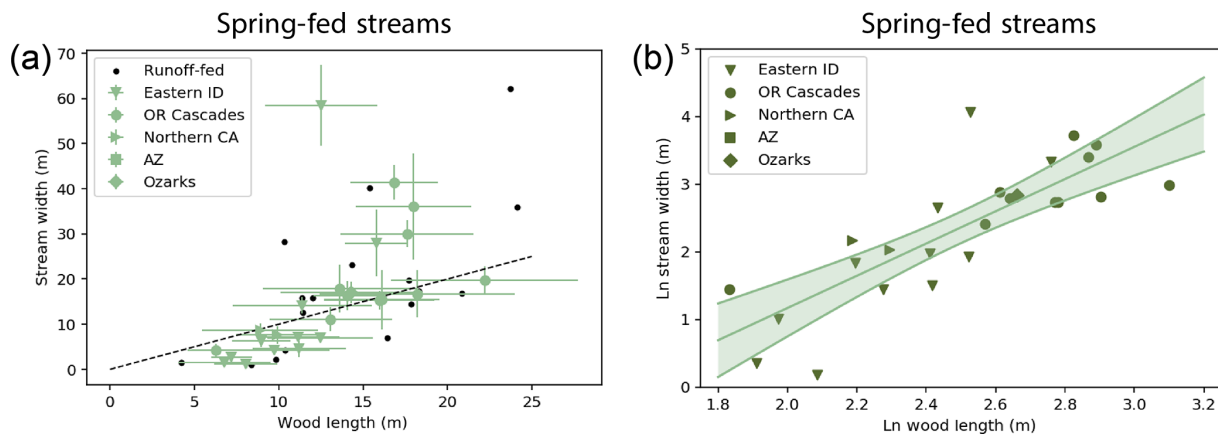 Spring-fed streams
(a)
Stream width (m)
70
60
50
40
30
20
10
0
Runoff-fed
Eastern ID
OR Cascades
Northern CA
AZ
Ozarks
0 5 10 15 20 25
Wood length (m)
Spring-fed streams
(b)
Ln stream width (m)
5
4
3
2
1
0
Eastern ID
OR Cascades
Northern CA
AZ
Ozarks
1.8 2.0 2.2 2.4 2.6 2.8 3.0 3.2
Ln wood length (m)